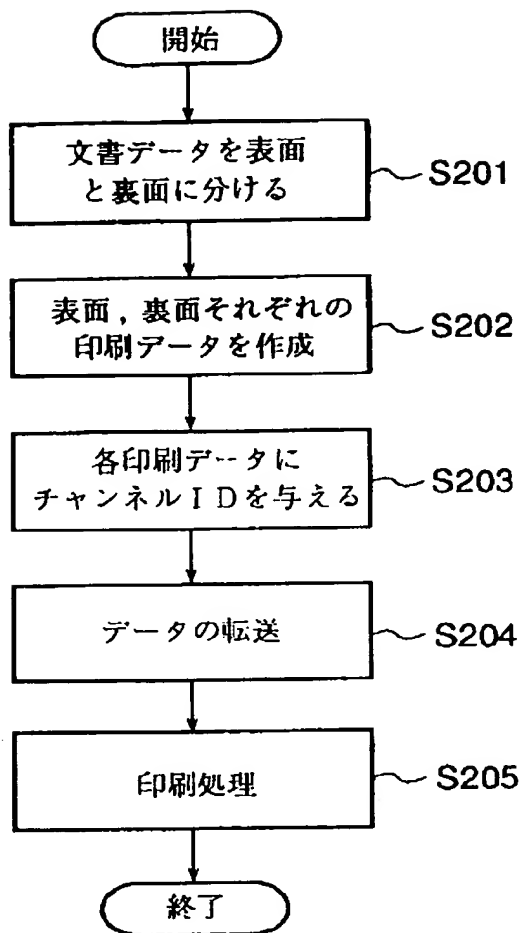 開始
文書データを表面
と裏面に分ける
S201
表面，裏面それぞれの
印刷データを作成
S202
各印刷データに
チャンネルＩＤを与える
S203
データの転送
S204
印刷処理
S205
終了